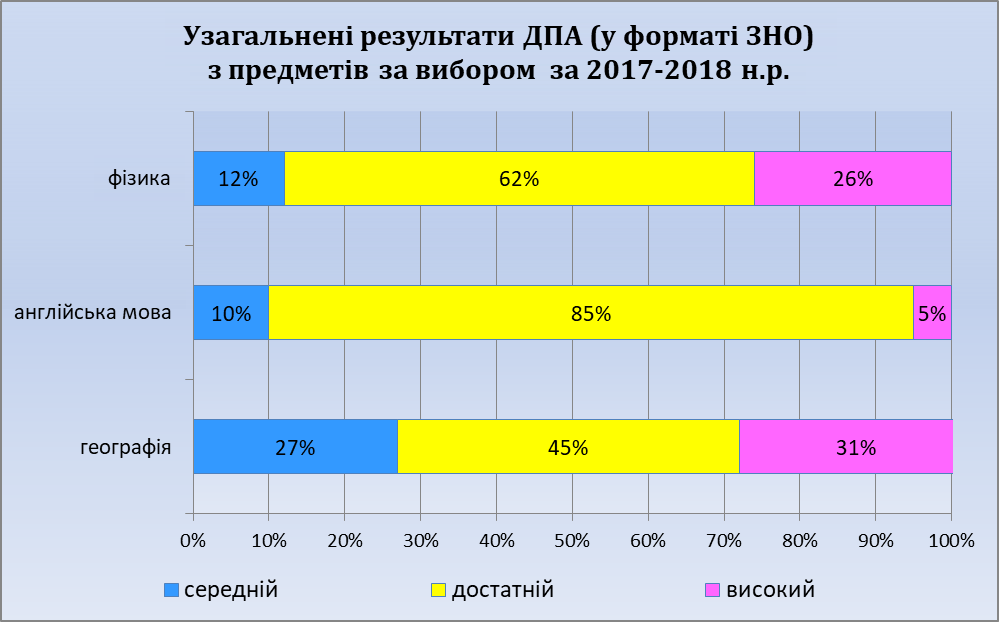 Узагальнені результати ДПА (у форматі ЗНО)
з предметів за вибором за 2017-2018 н.р.
фізика 12% 62% 26%
англійська мова 10% 85% 5%
географія 27% 45% 31%
0% 10% 20% 30% 40% 50% 60% 70% 80% 90% 100%
середній достатній високий